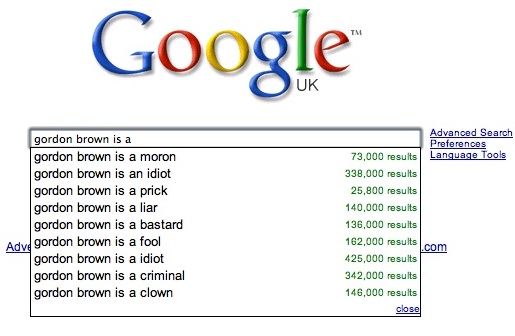 Google™
UK
gordon brown is a
Advanced Search
Preferences
Language Tools
gordon brown is a moron 73,000 results
gordon brown is an idiot 338,000 results
gordon brown is a prick 25,800 results
gordon brown is a liar 140,000 results
gordon brown is a bastard 136,000 results
gordon brown is a fool 162,000 results
gordon brown is a idiot 425,000 results
gordon brown is a criminal 342,000 results
gordon brown is a clown 146,000 results
Adve .com
close